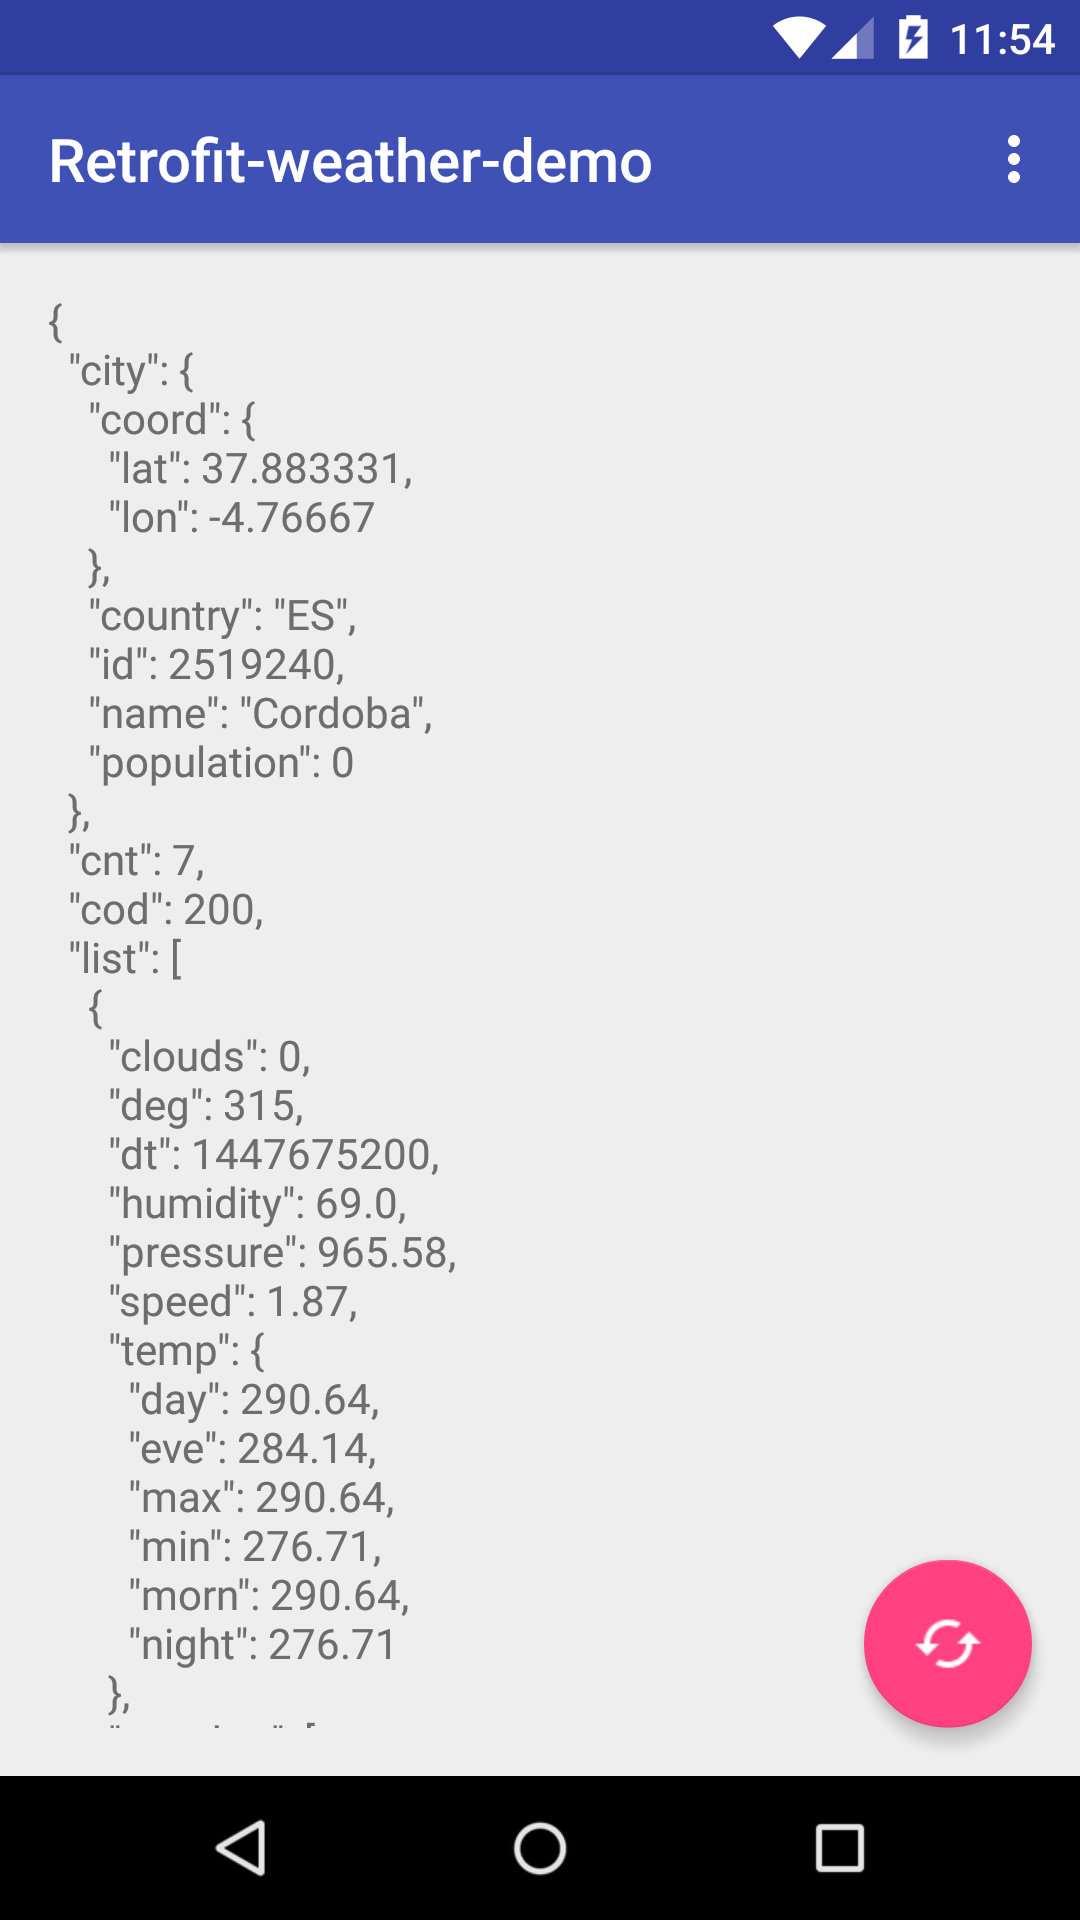 11:54
Retrofit-weather-demo
{
"city": {
"coord": {
"lat": 37.883331,
"lon": -4.76667
},
"country": "ES",
"id": 2519240,
"name": "Cordoba",
"population": 0
},
"cnt": 7,
"cod": 200,
"list": [
{
"clouds": 0,
"deg": 315,
"dt": 1447675200,
"humidity": 69.0,
"pressure": 965.58,
"speed": 1.87,
"temp": {
"day": 290.64,
"eve": 284.14,
"max": 290.64,
"min": 276.71,
"morn": 290.64,
"night": 276.71
},